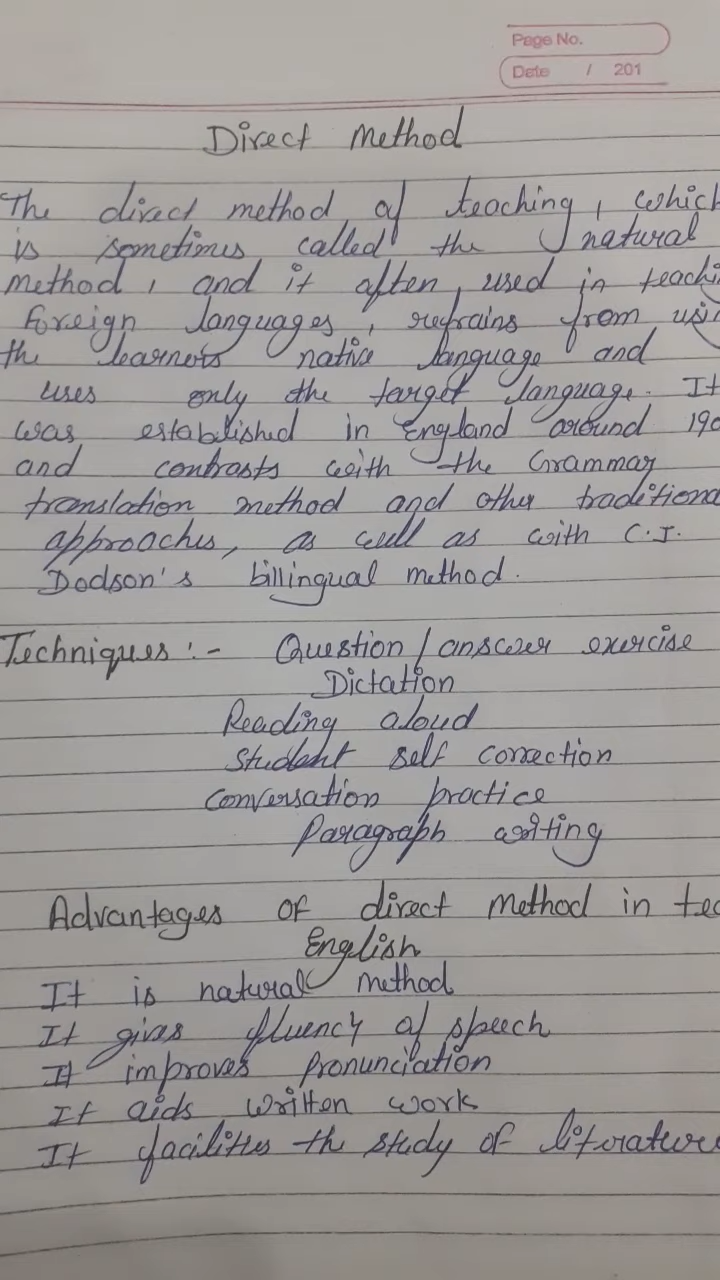 Page No.
Date / 201
Direct Method
The direct method of teaching, which
is sometimes called the natural
method, and it often used in teachi
foreign languages, refrains from usin
the learners native language and
uses only the target language. It
was estabilished in England around 190
and contrasts with the Grammar
translation method and other traditiona
approaches, as well as with C.J.
Dodson's billingual method.
Techniques :- Question/answer exercise
Dictation
Reading aloud
Student self correction
Conversation practice
Paragraph writing
Advantages of direct method in tea
English
It is natural method
It gives fluency of speech
It improves pronunciation
It aids written work
It facilities the study of literature